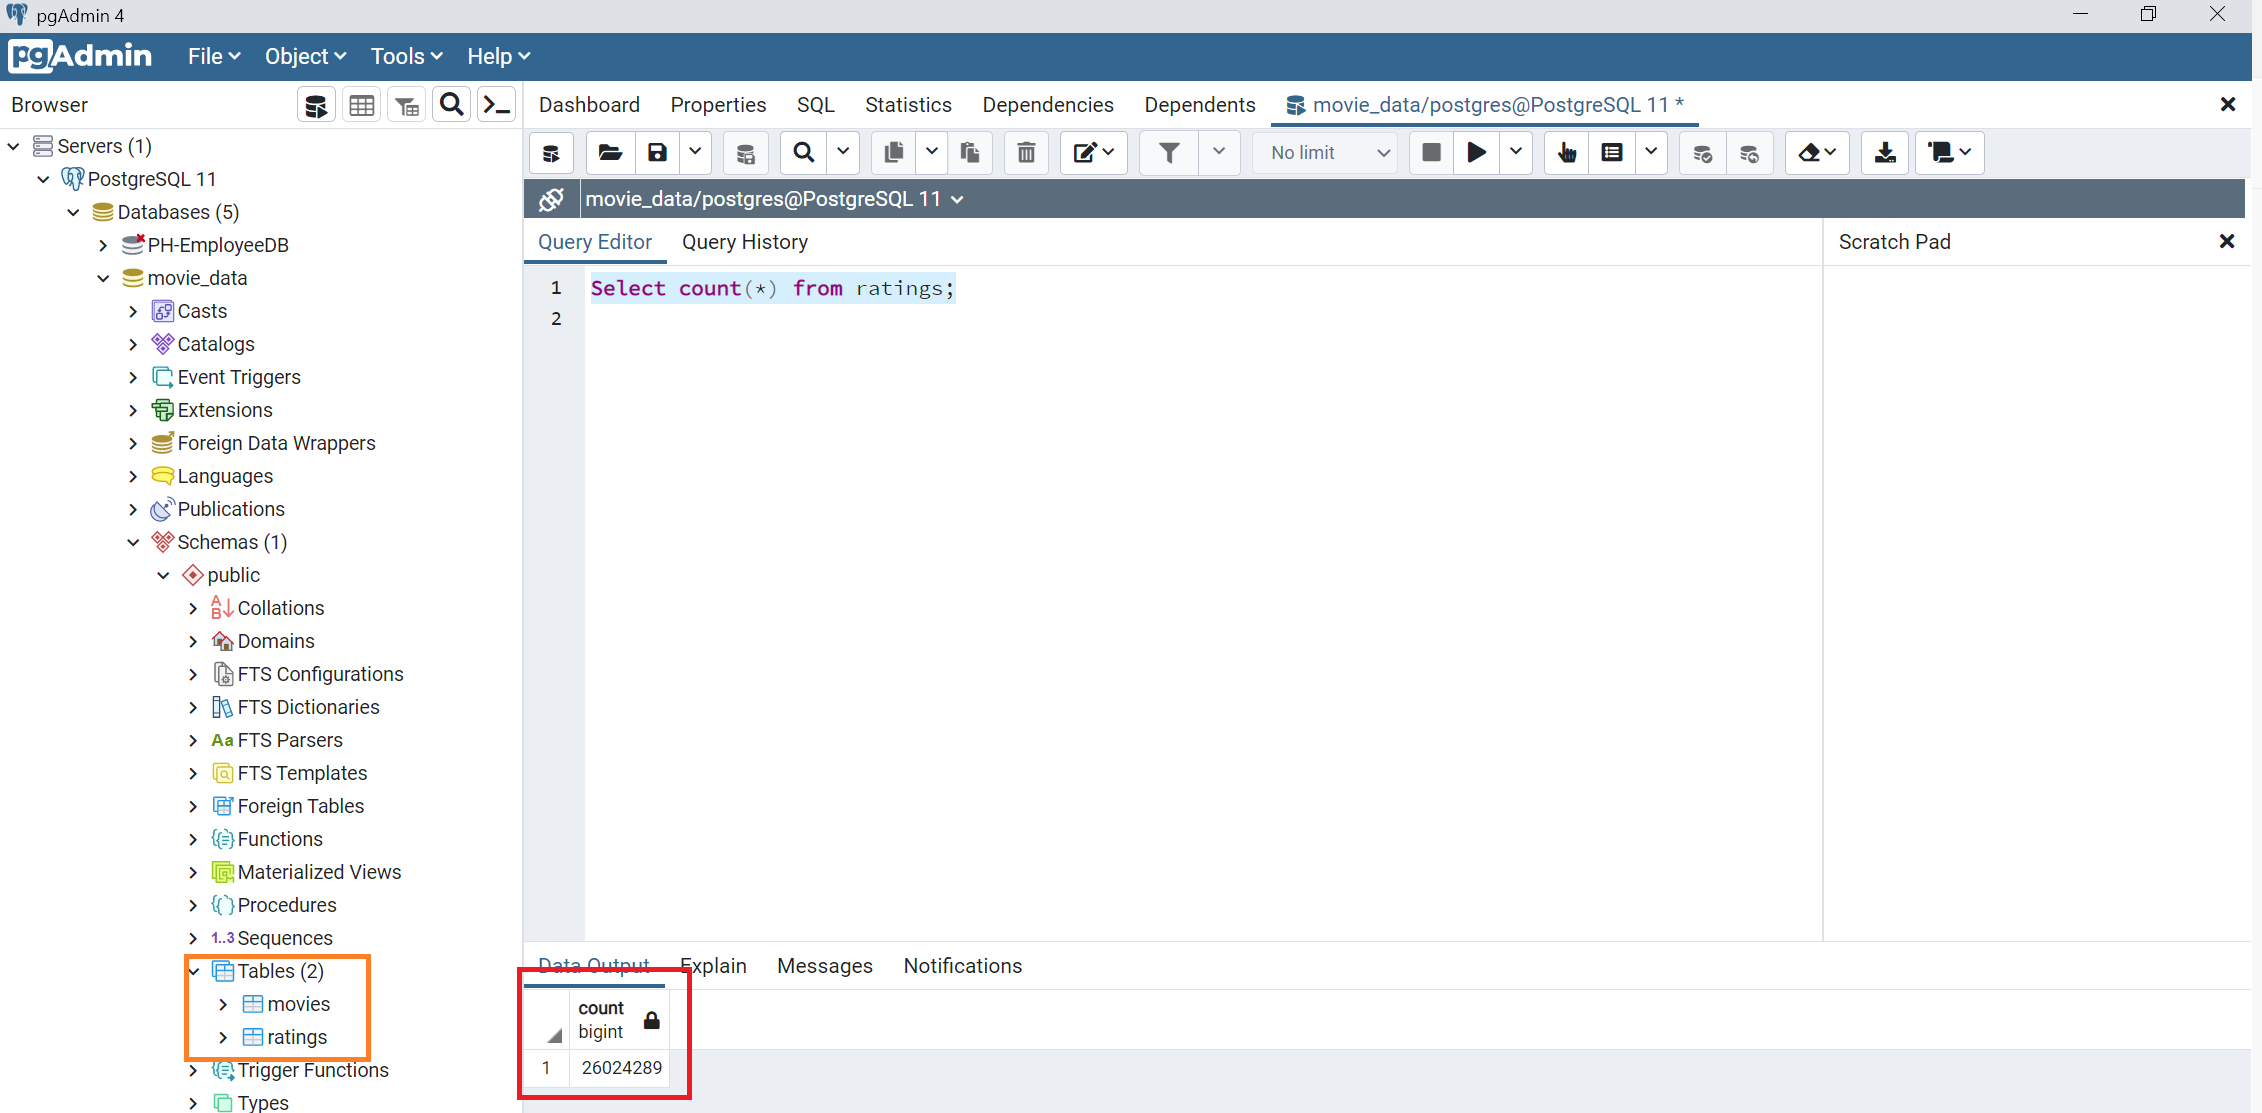 pgAdmin 4
pgAdmin File Object Tools Help
Browser
Dashboard Properties SQL Statistics Dependencies Dependents movie_data/postgres@PostgreSQL 11 *
No limit
movie_data/postgres@PostgreSQL 11
Query Editor Query History
Scratch Pad
1 Select count(*) from ratings;
2
Servers (1)
PostgreSQL 11
Databases (5)
PH-EmployeeDB
movie_data
Casts
Catalogs
Event Triggers
Extensions
Foreign Data Wrappers
Languages
Publications
Schemas (1)
public
Collations
Domains
FTS Configurations
FTS Dictionaries
Aa FTS Parsers
FTS Templates
Foreign Tables
Functions
Materialized Views
Procedures
1..3 Sequences
Tables (2)
movies
ratings
Trigger Functions
Types
Data Output Explain Messages Notifications
count
bigint
1 26024289